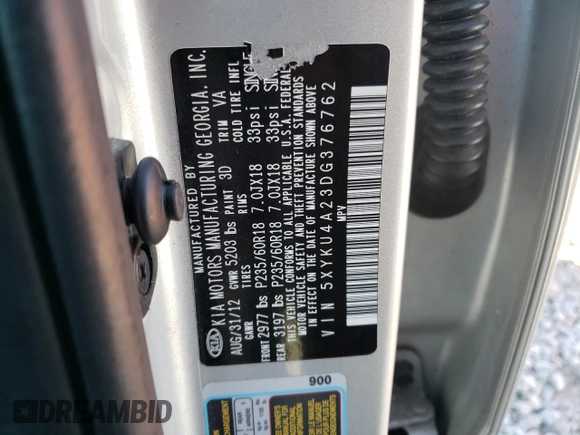 MANUFACTURED BY
KIA KIA MOTORS MANUFACTURING GEORGIA, INC.
AUG/31/12 GVWR 5203 lbs PAINT 3D TRIM VA
GAWR TIRES RIMS COLD TIRE INFL
FRONT 2977 lbs P235/60R18 7.0JX18 33psi SINGLE
REAR 3197 lbs P235/60R18 7.0JX18 33psi
THIS VEHICLE CONFORMS TO ALL APPLICABLE U.S.A. FEDERAL
MOTOR VEHICLE SAFETY AND THEFT PREVENTION STANDARDS
IN EFFECT ON THE DATE OF MANUFACTURE SHOWN ABOVE
VIN 5XYKU4A23DG376762
MPV
900
AUTOBIDMASTER